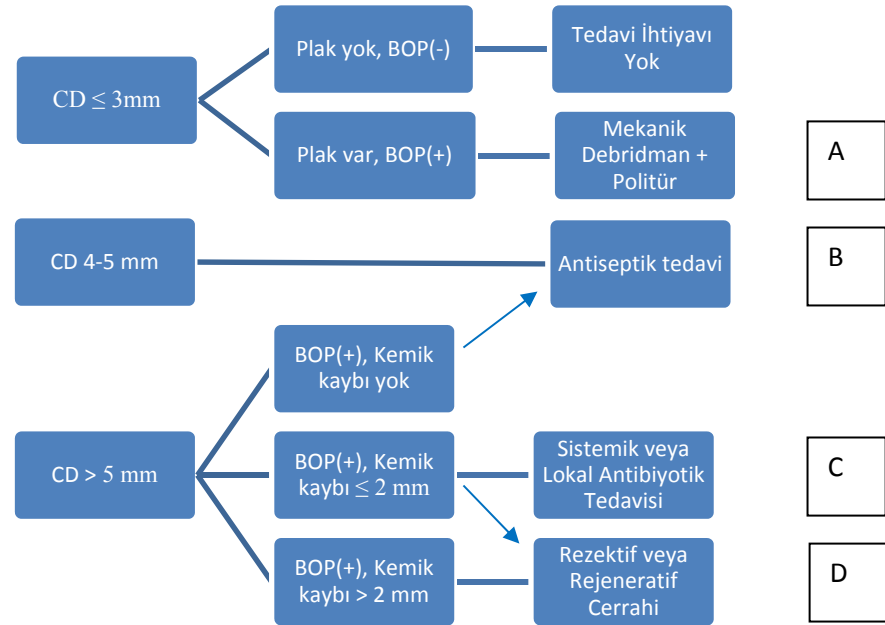 CD ≤ 3mm
Plak yok, BOP(-)
Tedavi İhtiyavı
Yok
Plak var, BOP(+)
Mekanik
Debridman +
Politür
A
CD 4-5 mm
Antiseptik tedavi
B
BOP(+), Kemik
kaybı yok
CD > 5 mm
BOP(+), Kemik
kaybı ≤ 2 mm
Sistemik veya
Lokal Antibiyotik
Tedavisi
C
BOP(+), Kemik
kaybı > 2 mm
Rezektif veya
Rejeneratif
Cerrahi
D